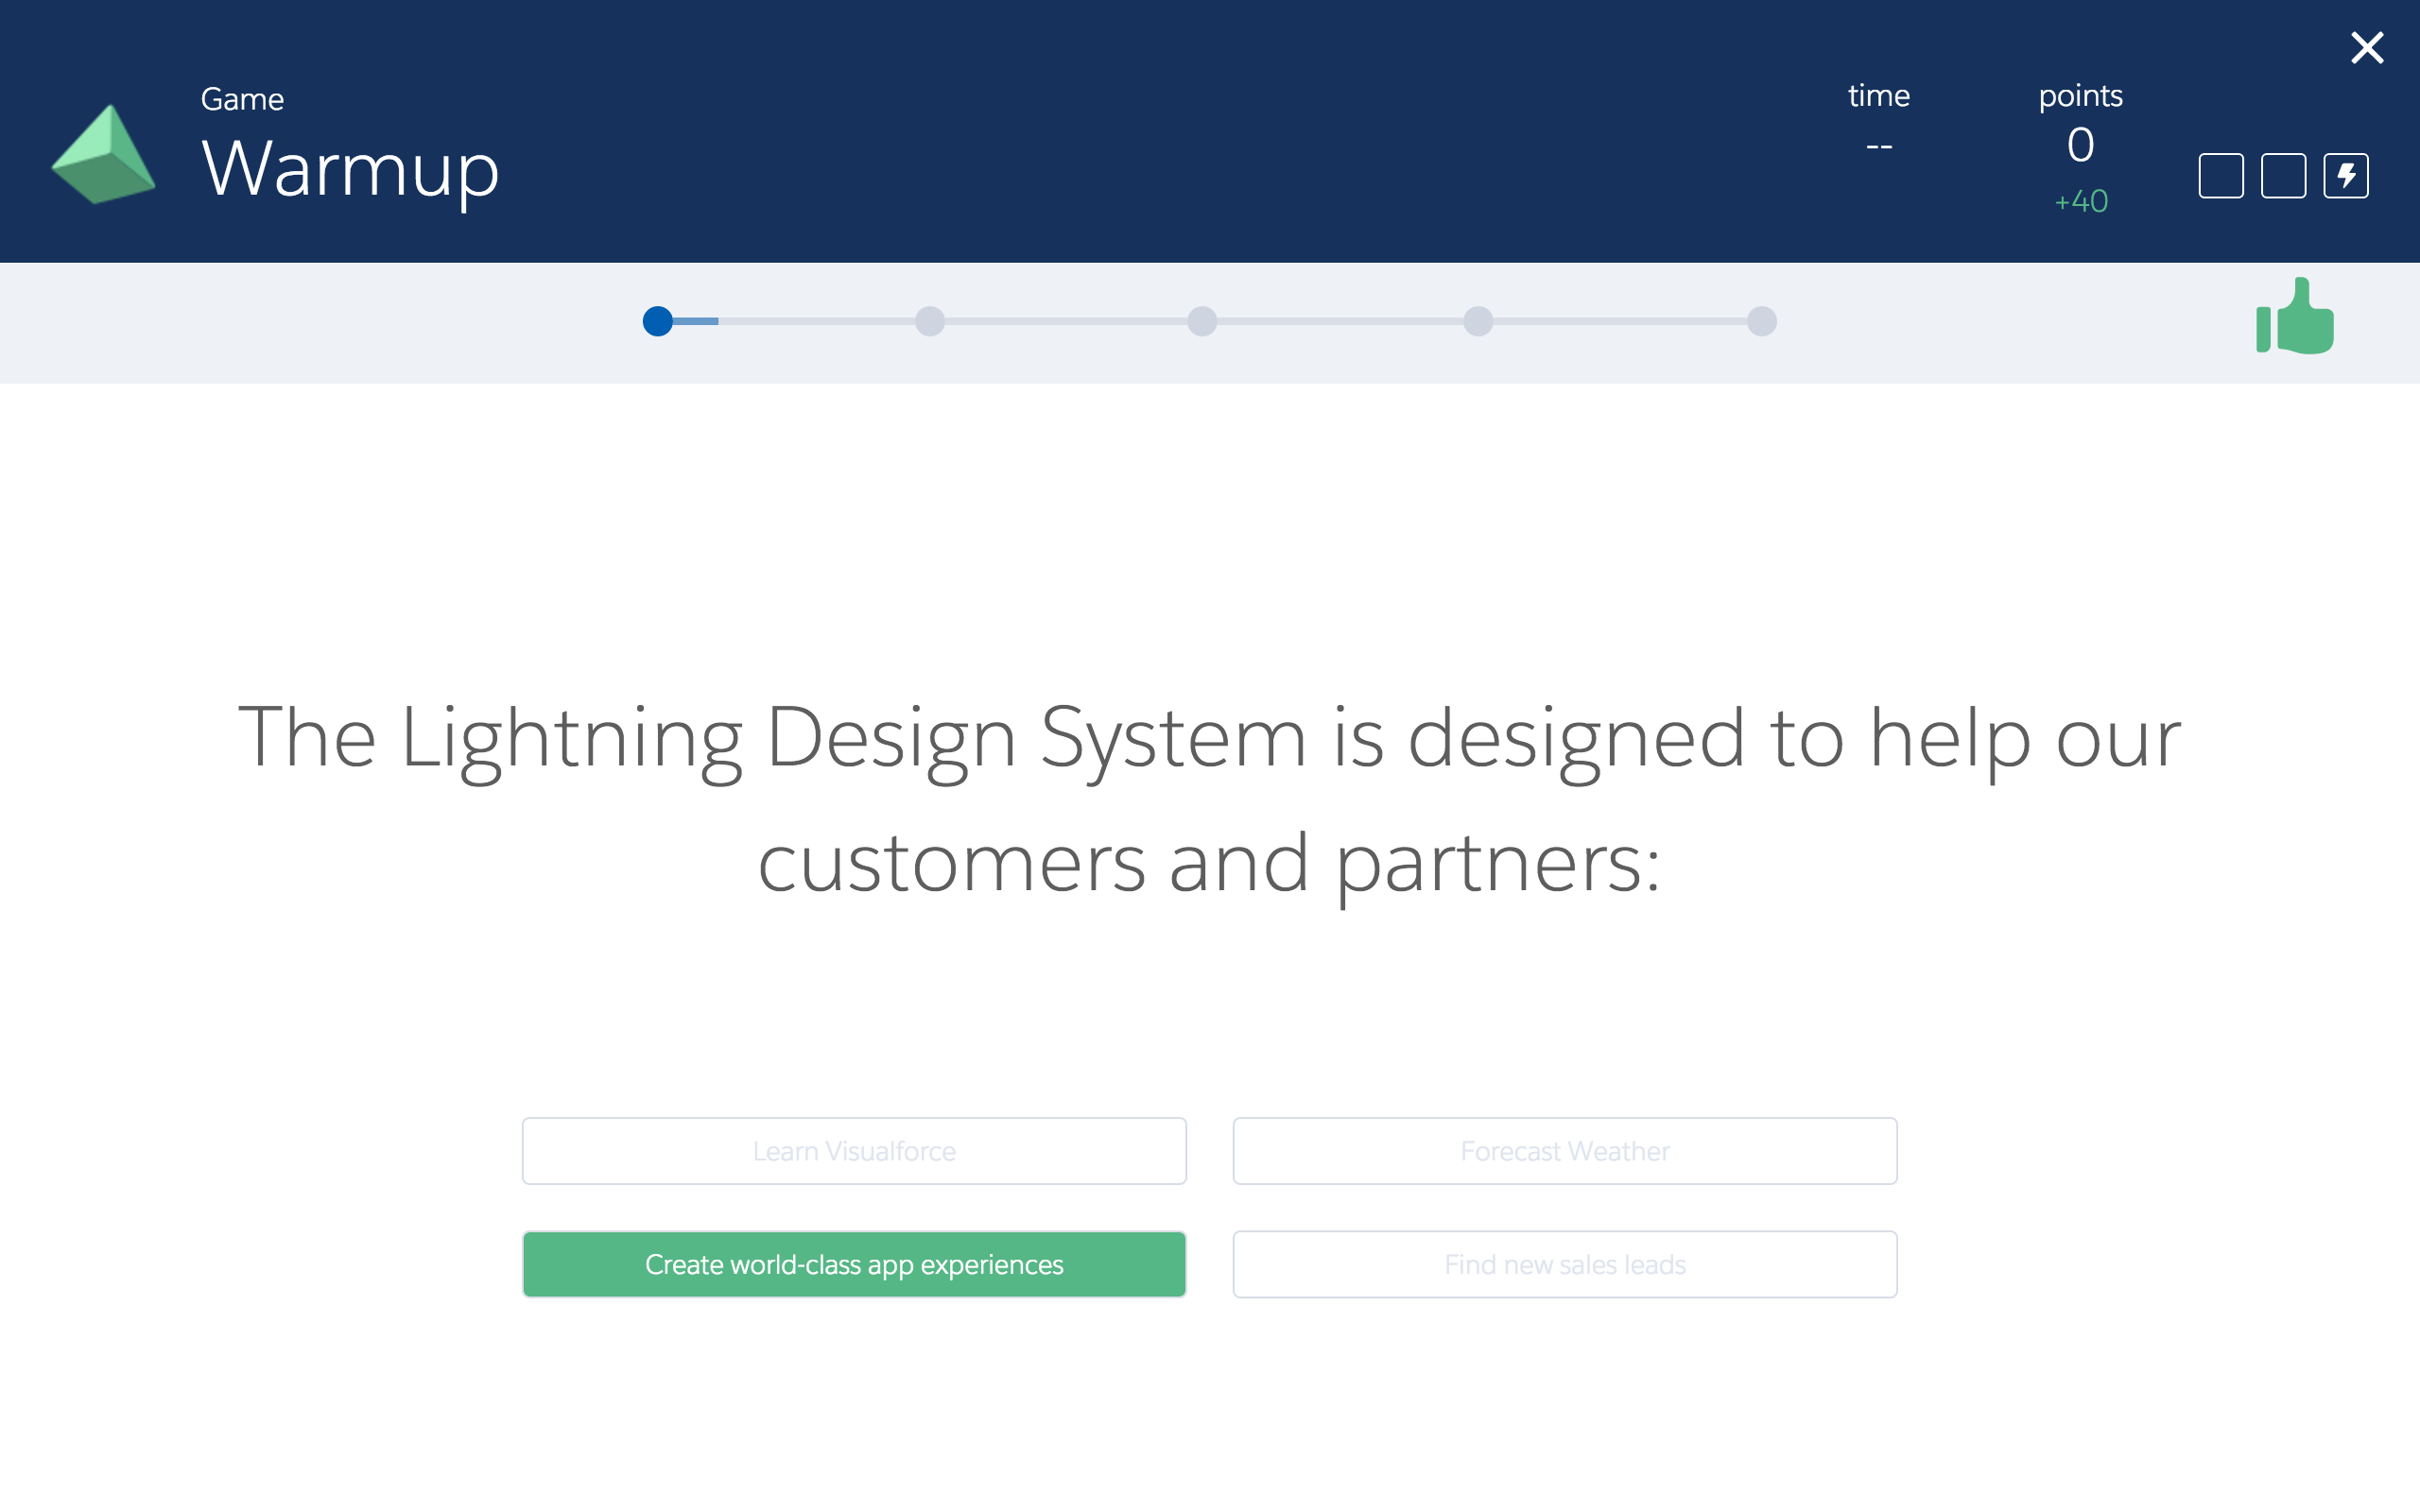 Game
Warmup
time
--
points
0
+40
The Lightning Design System is designed to help our
customers and partners:
Learn Visualforce
Forecast Weather
Create world-class app experiences
Find new sales leads